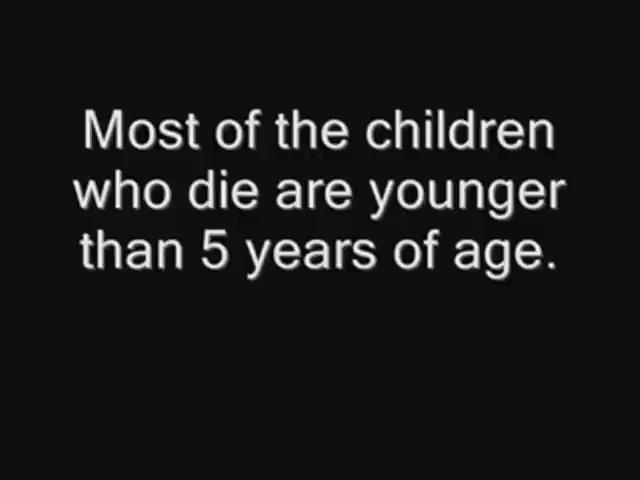 Most of the children
who die are younger
than 5 years of age.